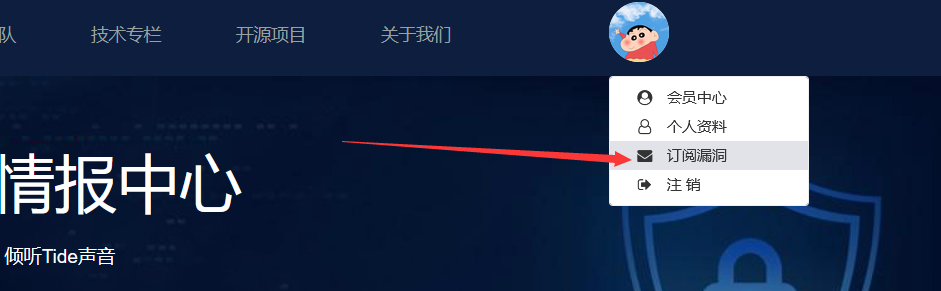 队 技术专栏 开源项目 关于我们
会员中心
个人资料
订阅漏洞
注 销
情报中心
倾听Tide声音